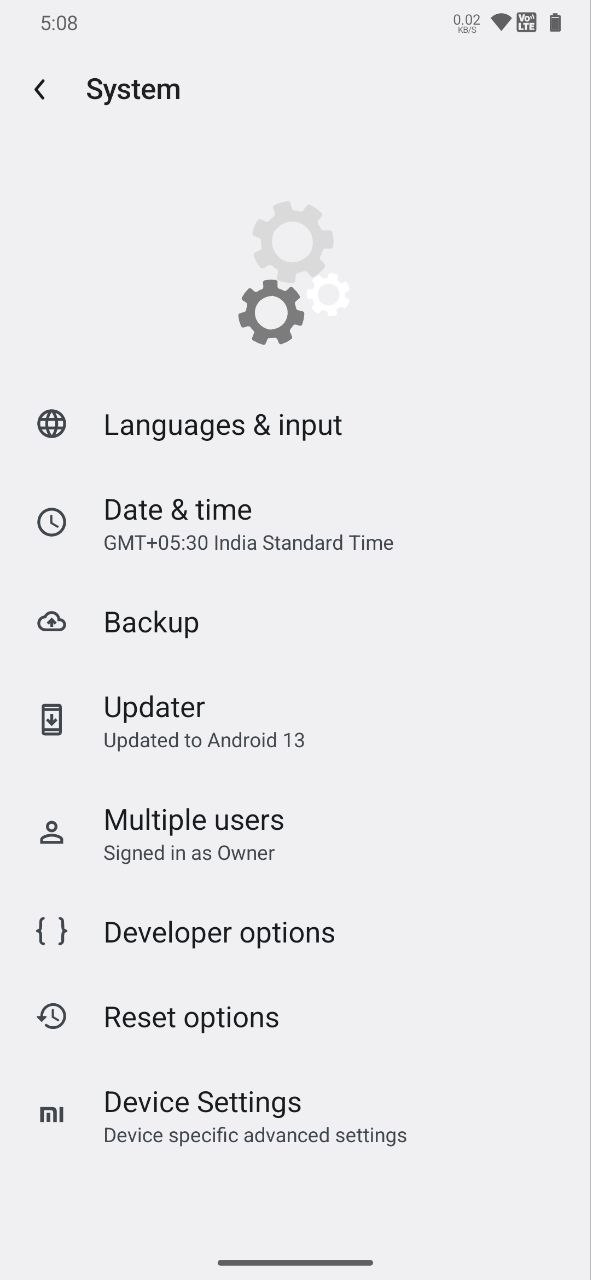 5:08
0.02
KB/S
Vo))
LTE
System
Languages & input
Date & time
GMT+05:30 India Standard Time
Backup
Updater
Updated to Android 13
Multiple users
Signed in as Owner
{ } Developer options
Reset options
mi
Device Settings
Device specific advanced settings